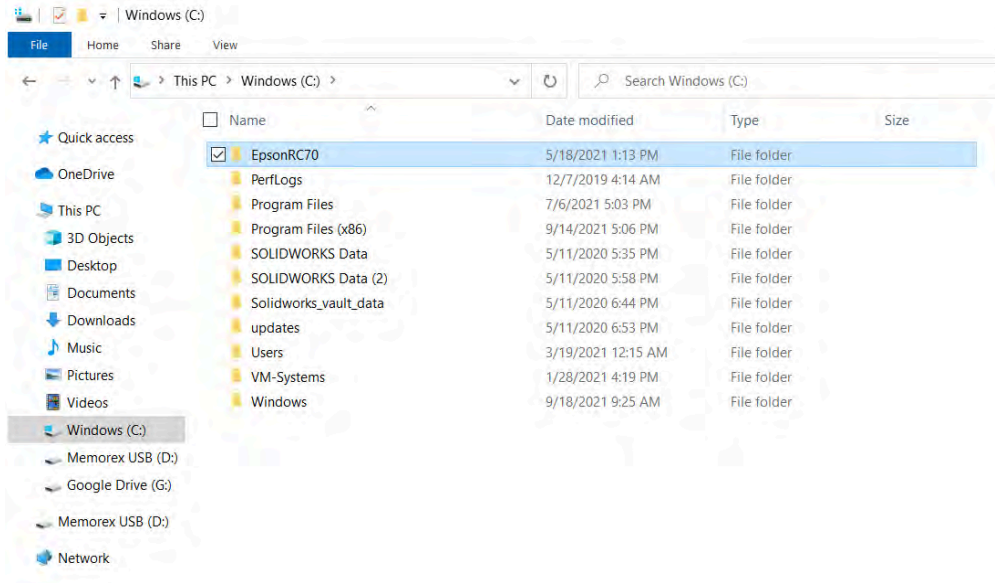 Windows (C:)
File Home Share View
This PC > Windows (C:) > Search Windows (C:)
Name Date modified Type Size
Quick access
OneDrive
This PC
3D Objects
Desktop
Documents
Downloads
Music
Pictures
Videos
Windows (C:)
Memorex USB (D:)
Google Drive (G:)
Memorex USB (D:)
Network
EpsonRC70 5/18/2021 1:13 PM File folder
PerfLogs 12/7/2019 4:14 AM File folder
Program Files 7/6/2021 5:03 PM File folder
Program Files (x86) 9/14/2021 5:06 PM File folder
SOLIDWORKS Data 5/11/2020 5:35 PM File folder
SOLIDWORKS Data (2) 5/11/2020 5:58 PM File folder
Solidworks_vault_data 5/11/2020 6:44 PM File folder
updates 5/11/2020 6:53 PM File folder
Users 3/19/2021 12:15 AM File folder
VM-Systems 1/28/2021 4:19 PM File folder
Windows 9/18/2021 9:25 AM File folder